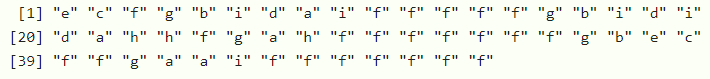 [1] "e" "c" "f" "g" "b" "i" "d" "a" "i" "f" "f" "f" "f" "f" "g" "b" "i" "d" "i"
[20] "d" "a" "h" "h" "f" "g" "a" "h" "f" "f" "f" "f" "f" "f" "f" "g" "b" "e" "c"
[39] "f" "f" "g" "a" "a" "i" "f" "f" "f" "f" "f" "f" "f"